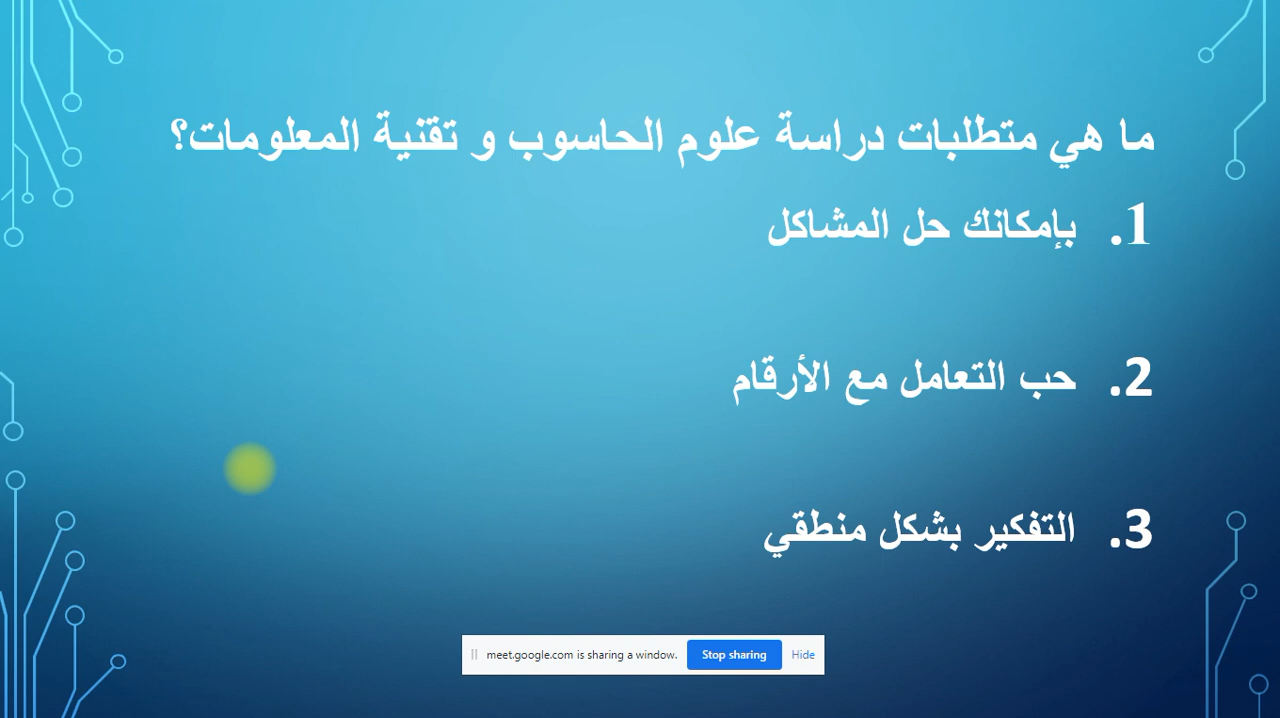 ما هي متطلبات دراسة علوم الحاسوب و تقنية المعلومات؟
1. بإمكانك حل المشاكل
2. حب التعامل مع الأرقام
3. التفكير بشكل منطقي
meet.google.com is sharing a window. Stop sharing Hide